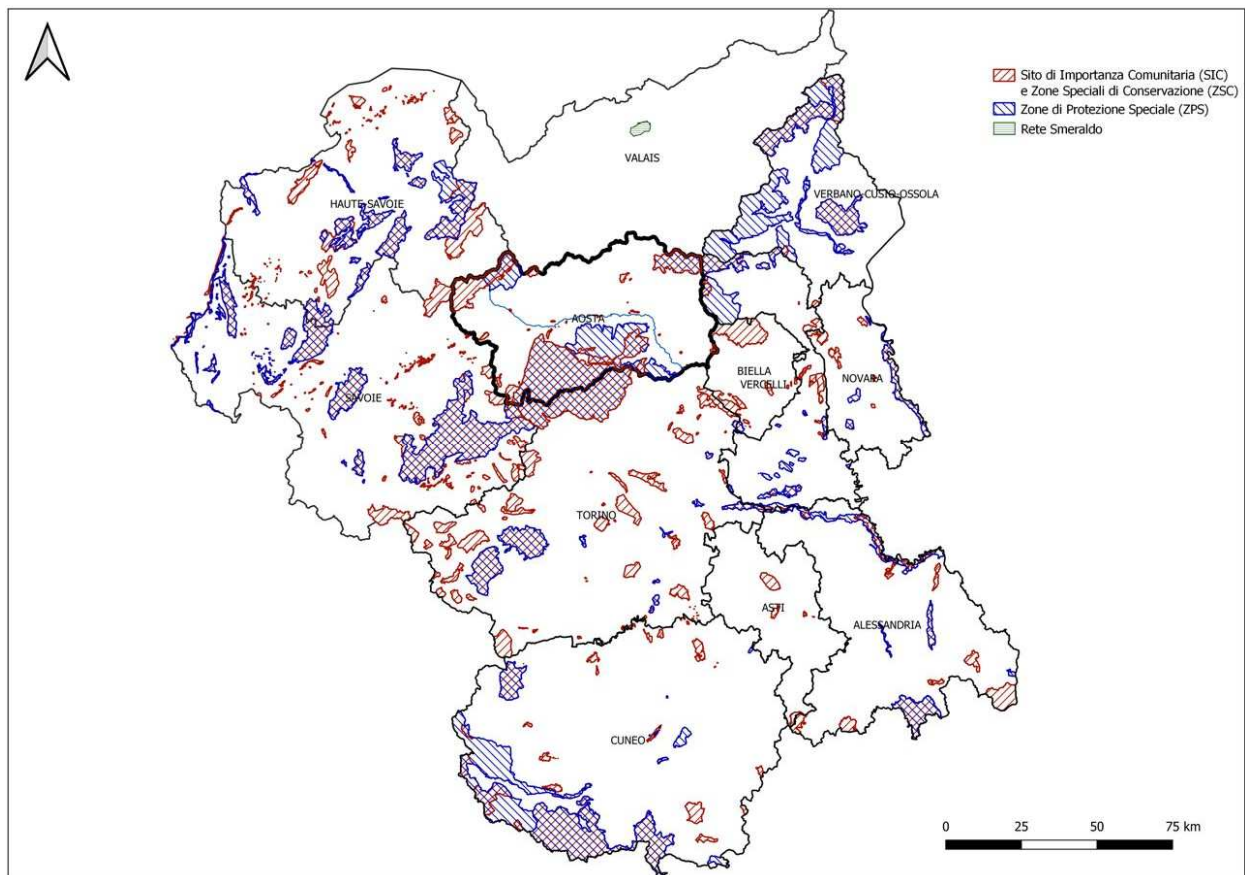 Sito di Importanza Comunitaria (SIC)
e Zone Speciali di Conservazione (ZSC)
Zone di Protezione Speciale (ZPS)
Rete Smeraldo
VALAIS
VERBANO-CUSIO-OSSOLA
HAUTE-SAVOIE
AOSTA
BIELLA
VERCELLI
NOVARA
SAVOIE
TORINO
ASTI
ALESSANDRIA
CUNEO
0 25 50 75 km